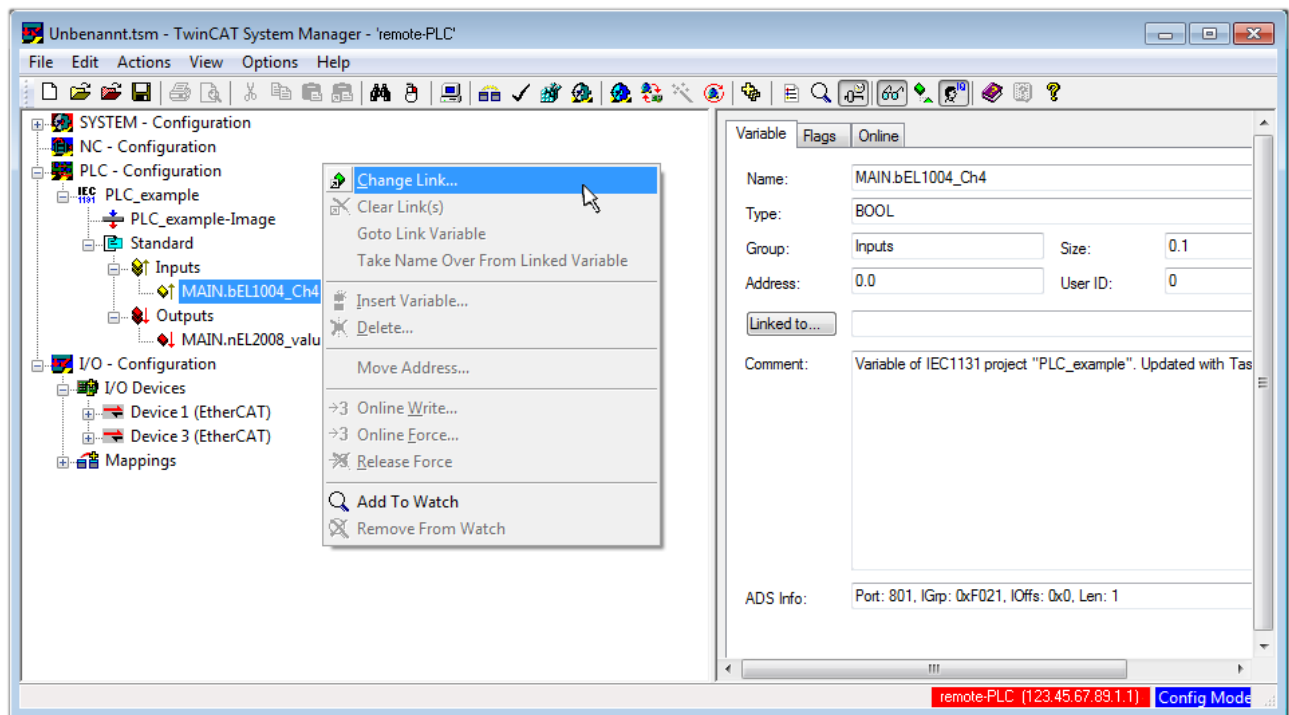 Unbenannt.tsm - TwinCAT System Manager - 'remote-PLC'
File Edit Actions View Options Help
SYSTEM - Configuration
NC - Configuration
PLC - Configuration
IEC 1131 PLC_example
PLC_example-Image
Standard
Inputs
MAIN.bEL1004_Ch4
Outputs
MAIN.nEL2008_valu
I/O - Configuration
I/O Devices
Device 1 (EtherCAT)
Device 3 (EtherCAT)
Mappings
Change Link...
Clear Link(s)
Goto Link Variable
Take Name Over From Linked Variable
Insert Variable...
Delete...
Move Address...
→3 Online Write...
→3 Online Force...
Release Force
Add To Watch
Remove From Watch
Variable Flags Online
Name: MAIN.bEL1004_Ch4
Type: BOOL
Group: Inputs Size: 0.1
Address: 0.0 User ID: 0
Linked to...
Comment: Variable of IEC1131 project "PLC_example". Updated with Tas
ADS Info: Port: 801, IGrp: 0xF021, IOffs: 0x0, Len: 1
remote-PLC (123.45.67.89.1.1) Config Mode